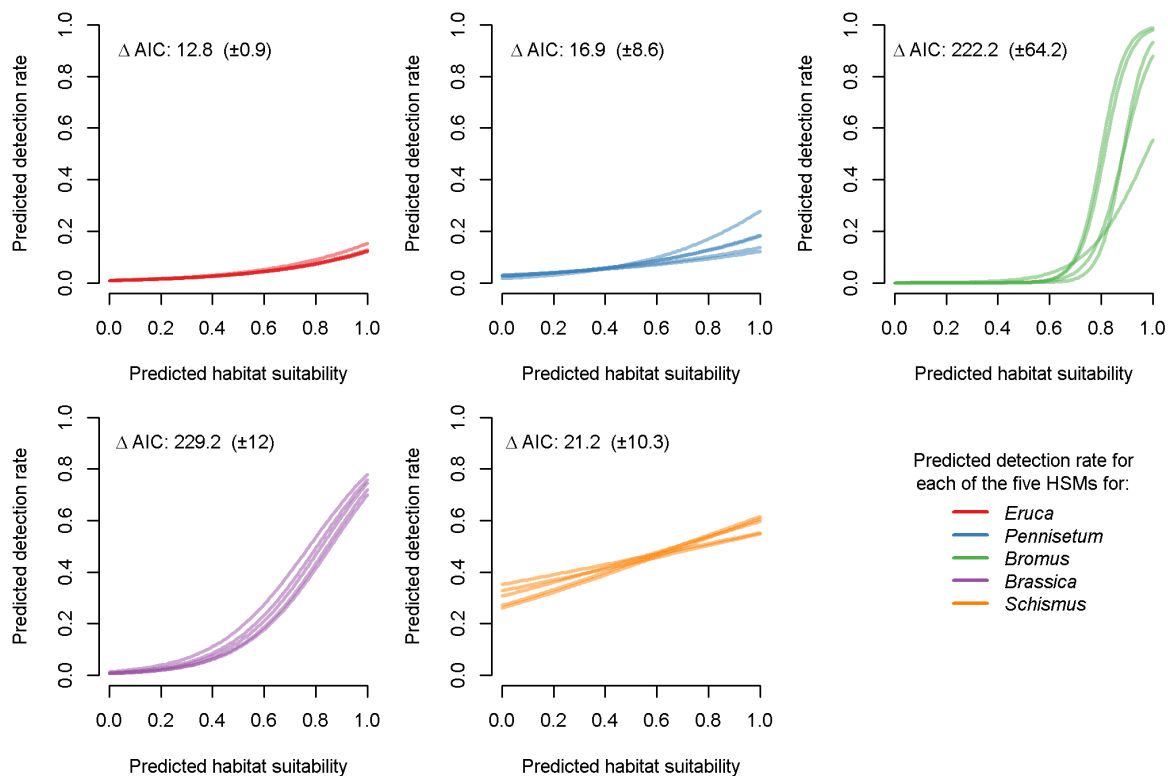 Δ AIC: 12.8 (±0.9)
Predicted detection rate
0.0 0.2 0.4 0.6 0.8 1.0
0.0 0.2 0.4 0.6 0.8 1.0
Predicted habitat suitability
Δ AIC: 16.9 (±8.6)
Predicted detection rate
0.0 0.2 0.4 0.6 0.8 1.0
0.0 0.2 0.4 0.6 0.8 1.0
Predicted habitat suitability
Δ AIC: 222.2 (±64.2)
Predicted detection rate
0.0 0.2 0.4 0.6 0.8 1.0
0.0 0.2 0.4 0.6 0.8 1.0
Predicted habitat suitability
Δ AIC: 229.2 (±12)
Predicted detection rate
0.0 0.2 0.4 0.6 0.8 1.0
0.0 0.2 0.4 0.6 0.8 1.0
Predicted habitat suitability
Δ AIC: 21.2 (±10.3)
Predicted detection rate
0.0 0.2 0.4 0.6 0.8 1.0
0.0 0.2 0.4 0.6 0.8 1.0
Predicted habitat suitability
Predicted detection rate for
each of the five HSMs for:
Eruca
Pennisetum
Bromus
Brassica
Schismus